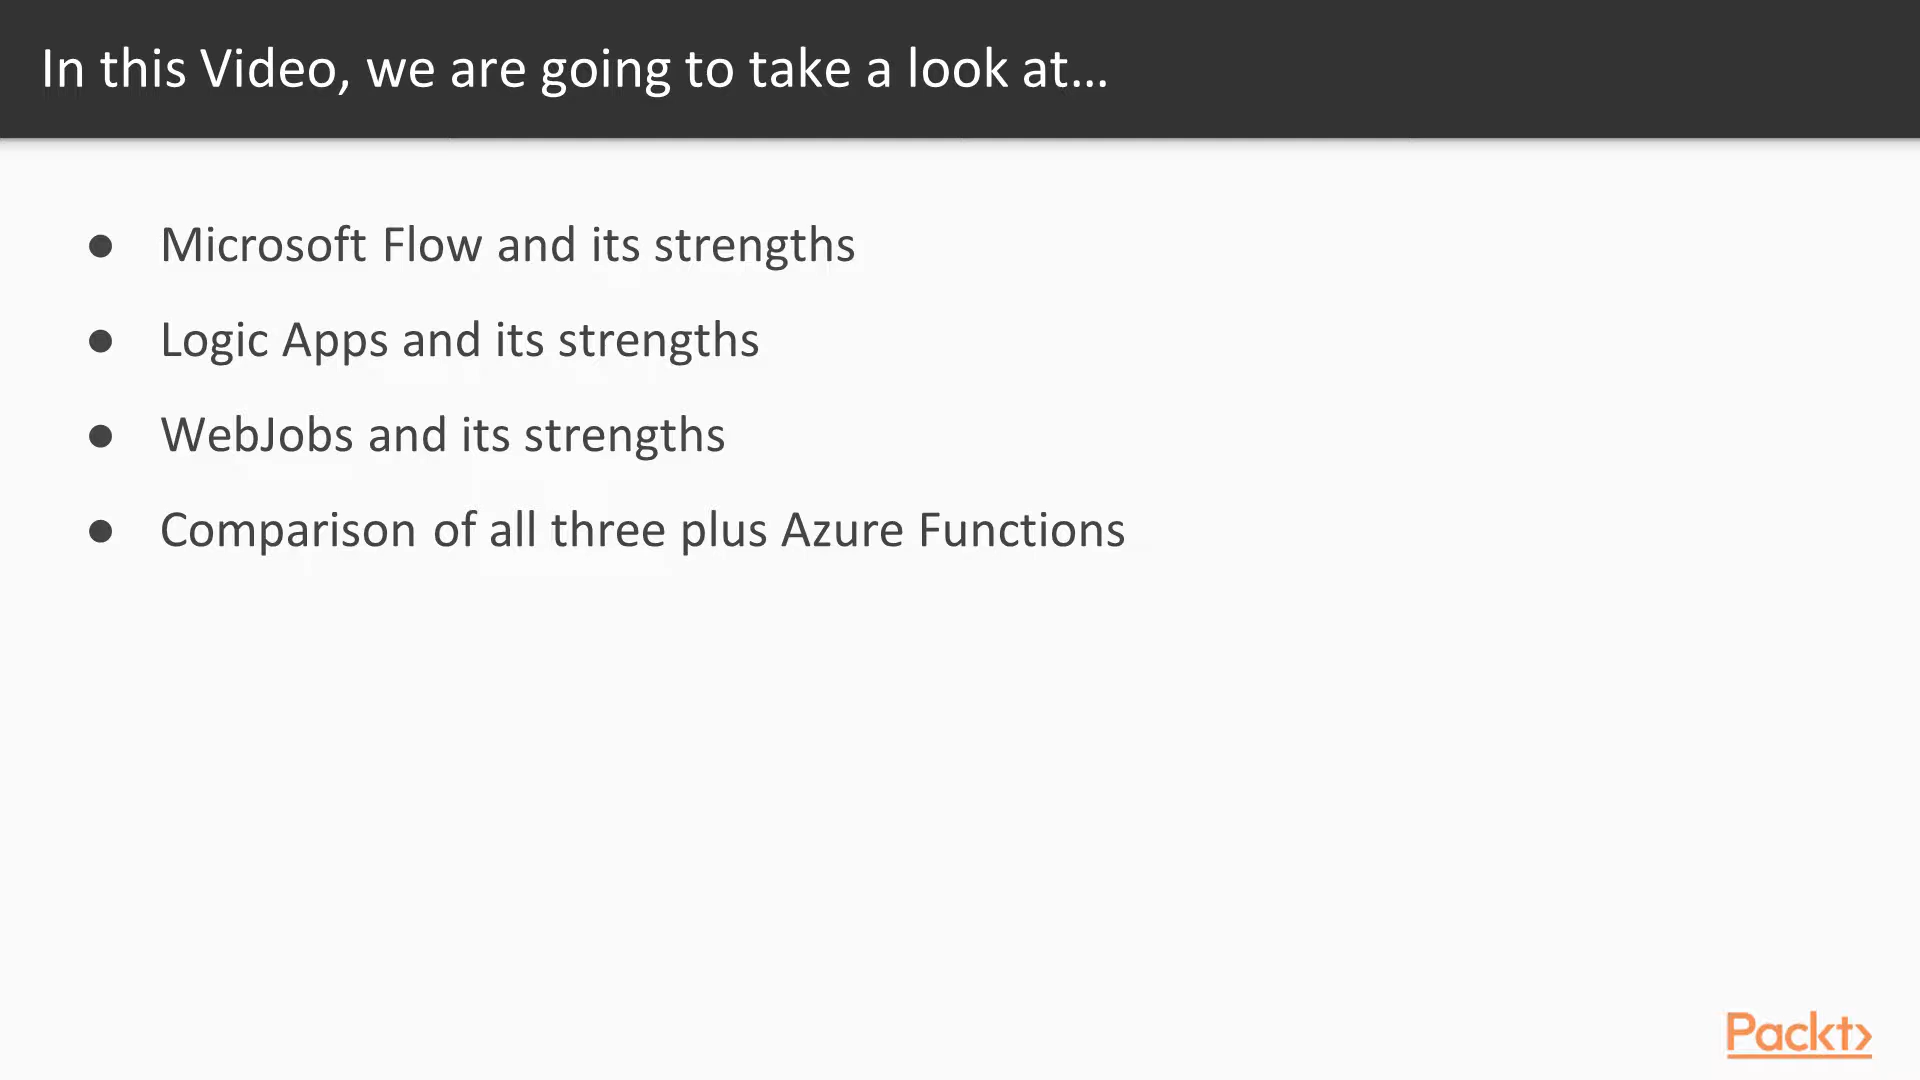 In this Video, we are going to take a look at...
● Microsoft Flow and its strengths
● Logic Apps and its strengths
● WebJobs and its strengths
● Comparison of all three plus Azure Functions
Packt>